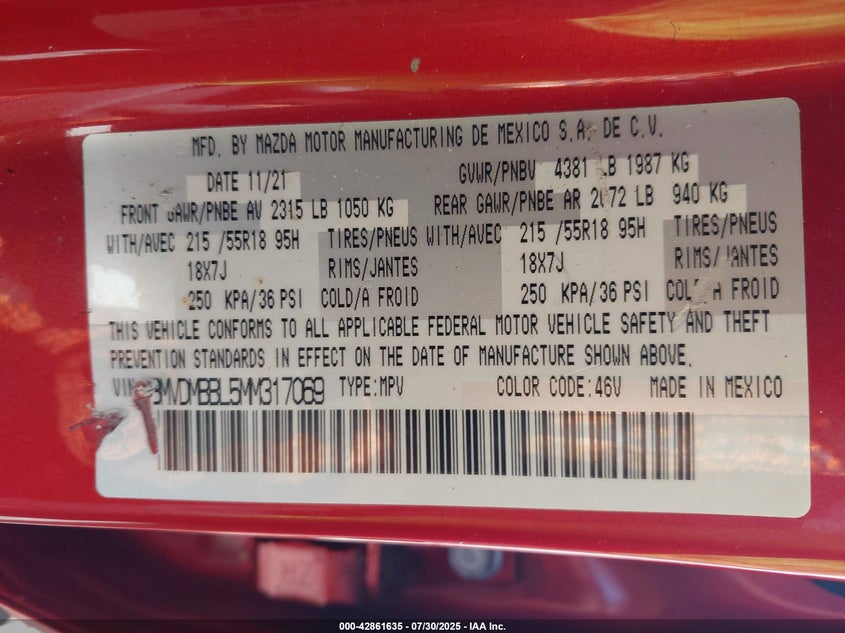 MFD. BY MAZDA MOTOR MANUFACTURING DE MEXICO S.A. DE C.V.
DATE 11/21 GVWR/PNBV 4381 LB 1987 KG
FRONT GAWR/PNBE AV 2315 LB 1050 KG REAR GAWR/PNBE AR 2072 LB 940 KG
WITH/AVEC 215 /55R18 95H TIRES/PNEUS WITH/AVEC 215 /55R18 95H TIRES/PNEUS
18X7J RIMS/JANTES 18X7J RIMS/JANTES
250 KPA/36 PSI COLD/A FROID 250 KPA/36 PSI COLD/A FROID
THIS VEHICLE CONFORMS TO ALL APPLICABLE FEDERAL MOTOR VEHICLE SAFETY AND THEFT
PREVENTION STANDARDS IN EFFECT ON THE DATE OF MANUFACTURE SHOWN ABOVE.
VIN: 3MVDMBBL5MM317069 TYPE:MPV COLOR CODE:46V MADE IN MEXICO
000-42861635 - 07/30/2025 - IAA Inc.